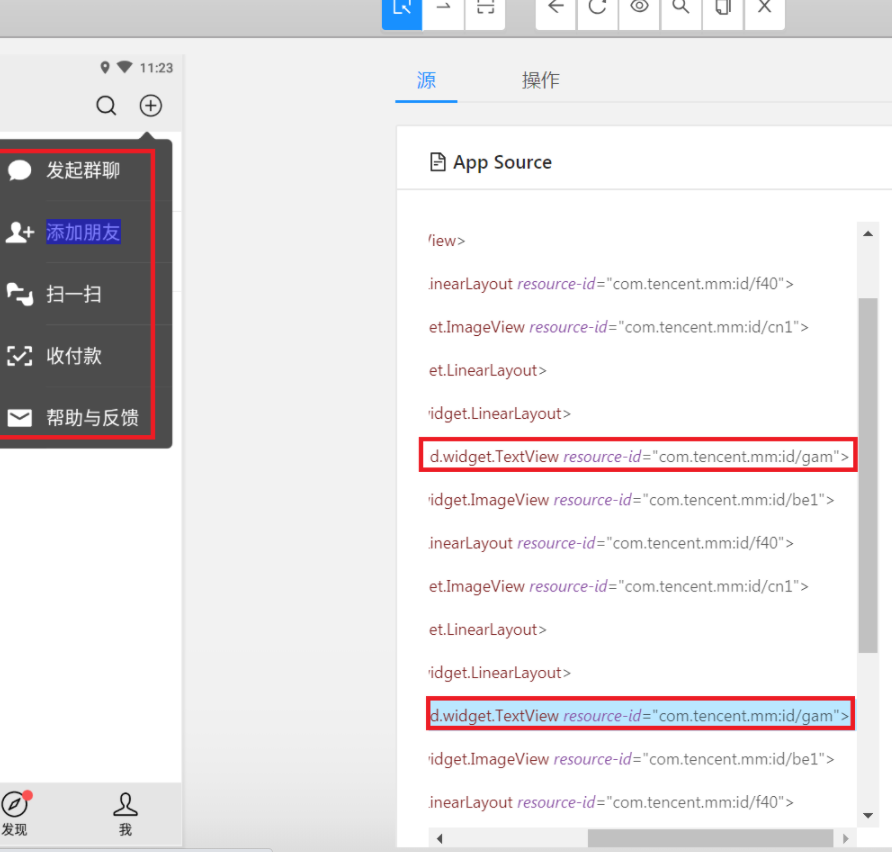 11:23
发起群聊
添加朋友
扫一扫
收付款
帮助与反馈
发现
我
源
操作
App Source
View>
inearLayout resource-id="com.tencent.mm:id/f40">
et.ImageView resource-id="com.tencent.mm:id/cn1">
et.LinearLayout>
idget.LinearLayout>
d.widget.TextView resource-id="com.tencent.mm:id/gam">
idget.ImageView resource-id="com.tencent.mm:id/be1">
inearLayout resource-id="com.tencent.mm:id/f40">
et.ImageView resource-id="com.tencent.mm:id/cn1">
et.LinearLayout>
idget.LinearLayout>
d.widget.TextView resource-id="com.tencent.mm:id/gam">
idget.ImageView resource-id="com.tencent.mm:id/be1">
inearLayout resource-id="com.tencent.mm:id/f40">